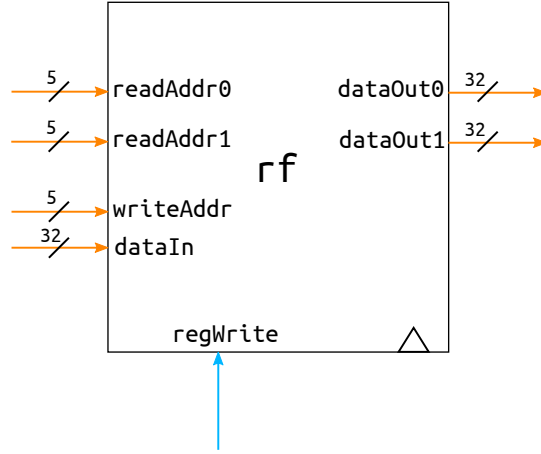 5
readAddr0
dataOut0
32
5
readAddr1
dataOut1
32
rf
5
writeAddr
32
dataIn
regWrite